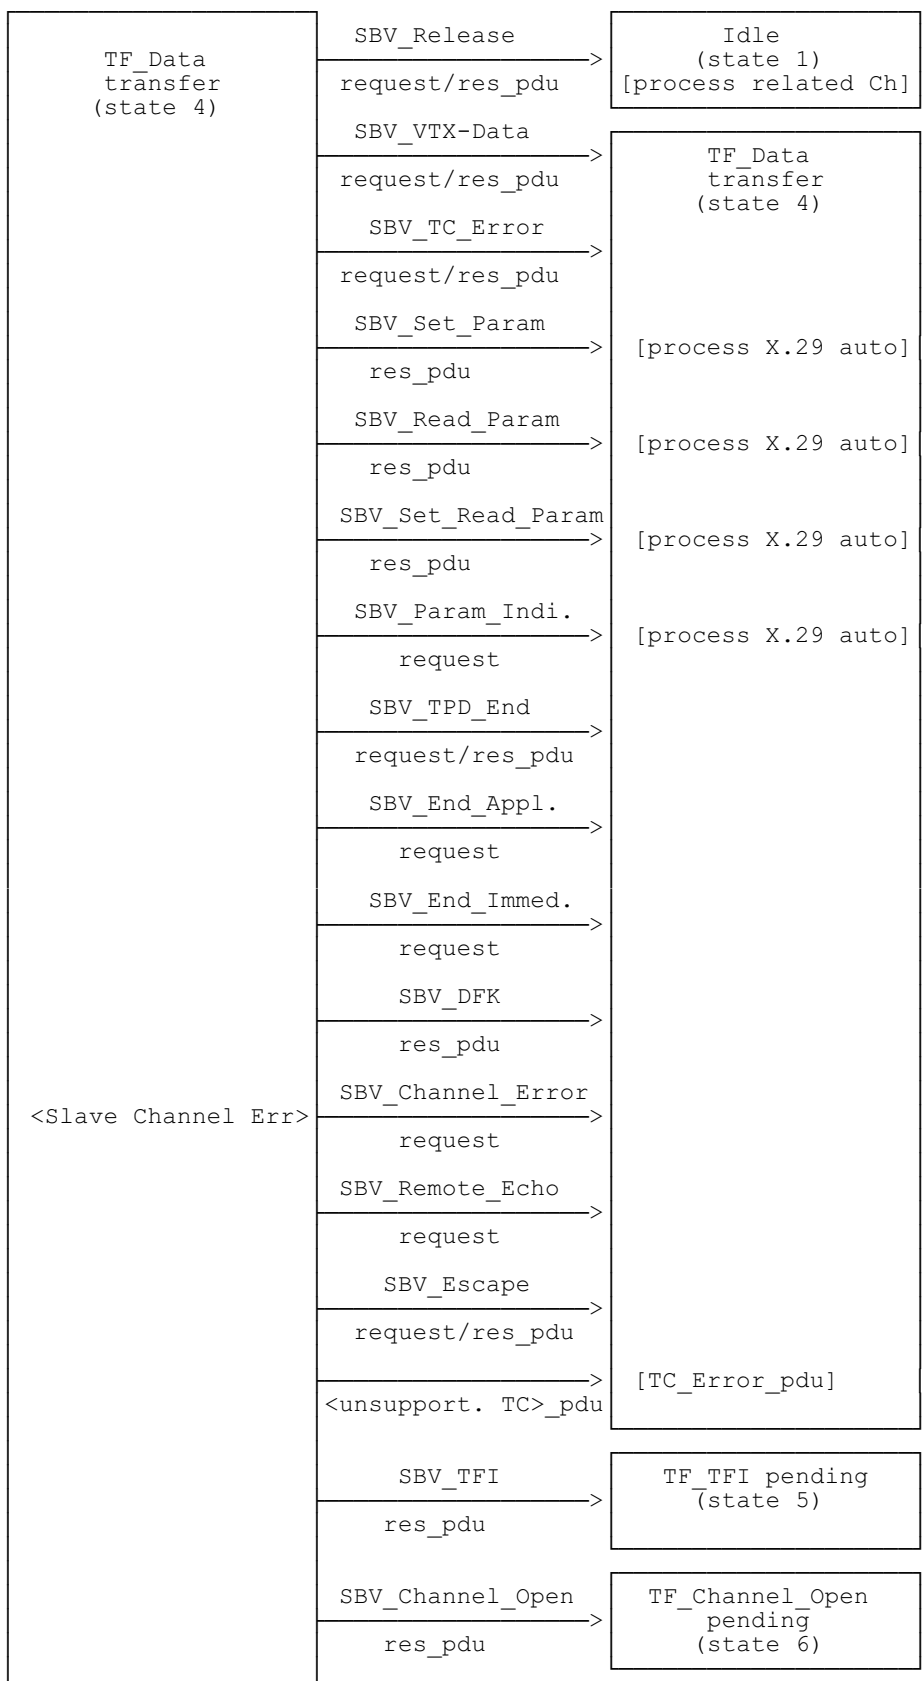 TF_Data
transfer
(state 4)
SBV_Release
request/res_pdu
Idle
(state 1)
[process related Ch]
SBV_VTX-Data
request/res_pdu
TF_Data
transfer
(state 4)
SBV_TC_Error
request/res_pdu
SBV_Set_Param
res_pdu
[process X.29 auto]
SBV_Read_Param
res_pdu
[process X.29 auto]
SBV_Set_Read_Param
res_pdu
[process X.29 auto]
SBV_Param_Indi.
request
[process X.29 auto]
SBV_TPD_End
request/res_pdu
SBV_End_Appl.
request
SBV_End_Immed.
request
SBV_DFK
res_pdu
<Slave Channel Err>
SBV_Channel_Error
request
SBV_Remote_Echo
request
SBV_Escape
request/res_pdu
<unsupport. TC>_pdu
[TC_Error_pdu]
SBV_TFI
res_pdu
TF_TFI pending
(state 5)
SBV_Channel_Open
res_pdu
TF_Channel_Open
pending
(state 6)